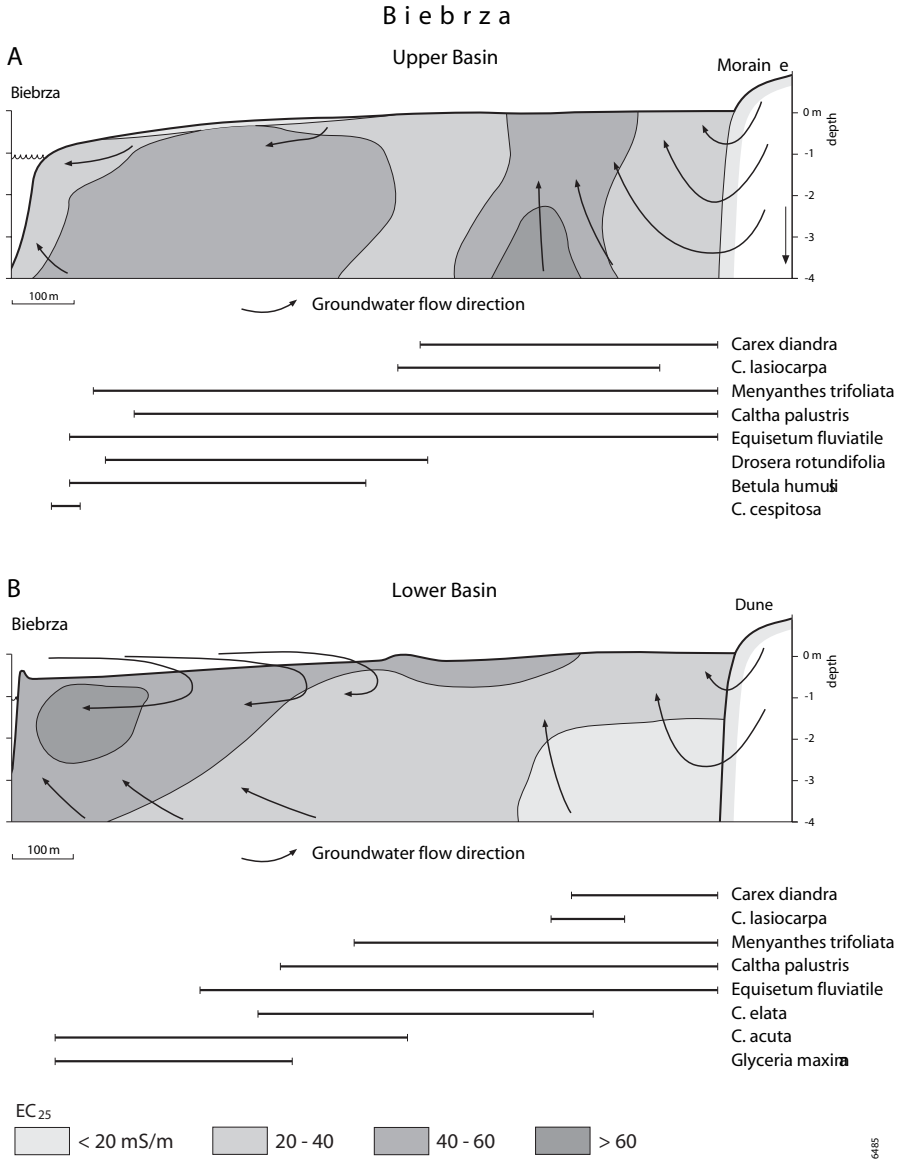 Biebrza
A
Upper Basin
Moraine
Biebrza
0 m
-1
-2
-3
-4
depth
100 m
Groundwater flow direction
Carex diandra
C. lasiocarpa
Menyanthes trifoliata
Caltha palustris
Equisetum fluviatile
Drosera rotundifolia
Betula humusli
C. cespitosa
B
Lower Basin
Dune
Biebrza
0 m
-1
-2
-3
-4
depth
100 m
Groundwater flow direction
Carex diandra
C. lasiocarpa
Menyanthes trifoliata
Caltha palustris
Equisetum fluviatile
C. elata
C. acuta
Glyceria maxima
EC25
< 20 mS/m
20 - 40
40 - 60
> 60
6485